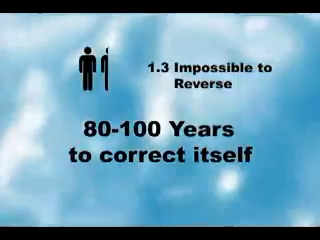 1.3 Impossible to
Reverse
80-100 Years
to correct itself